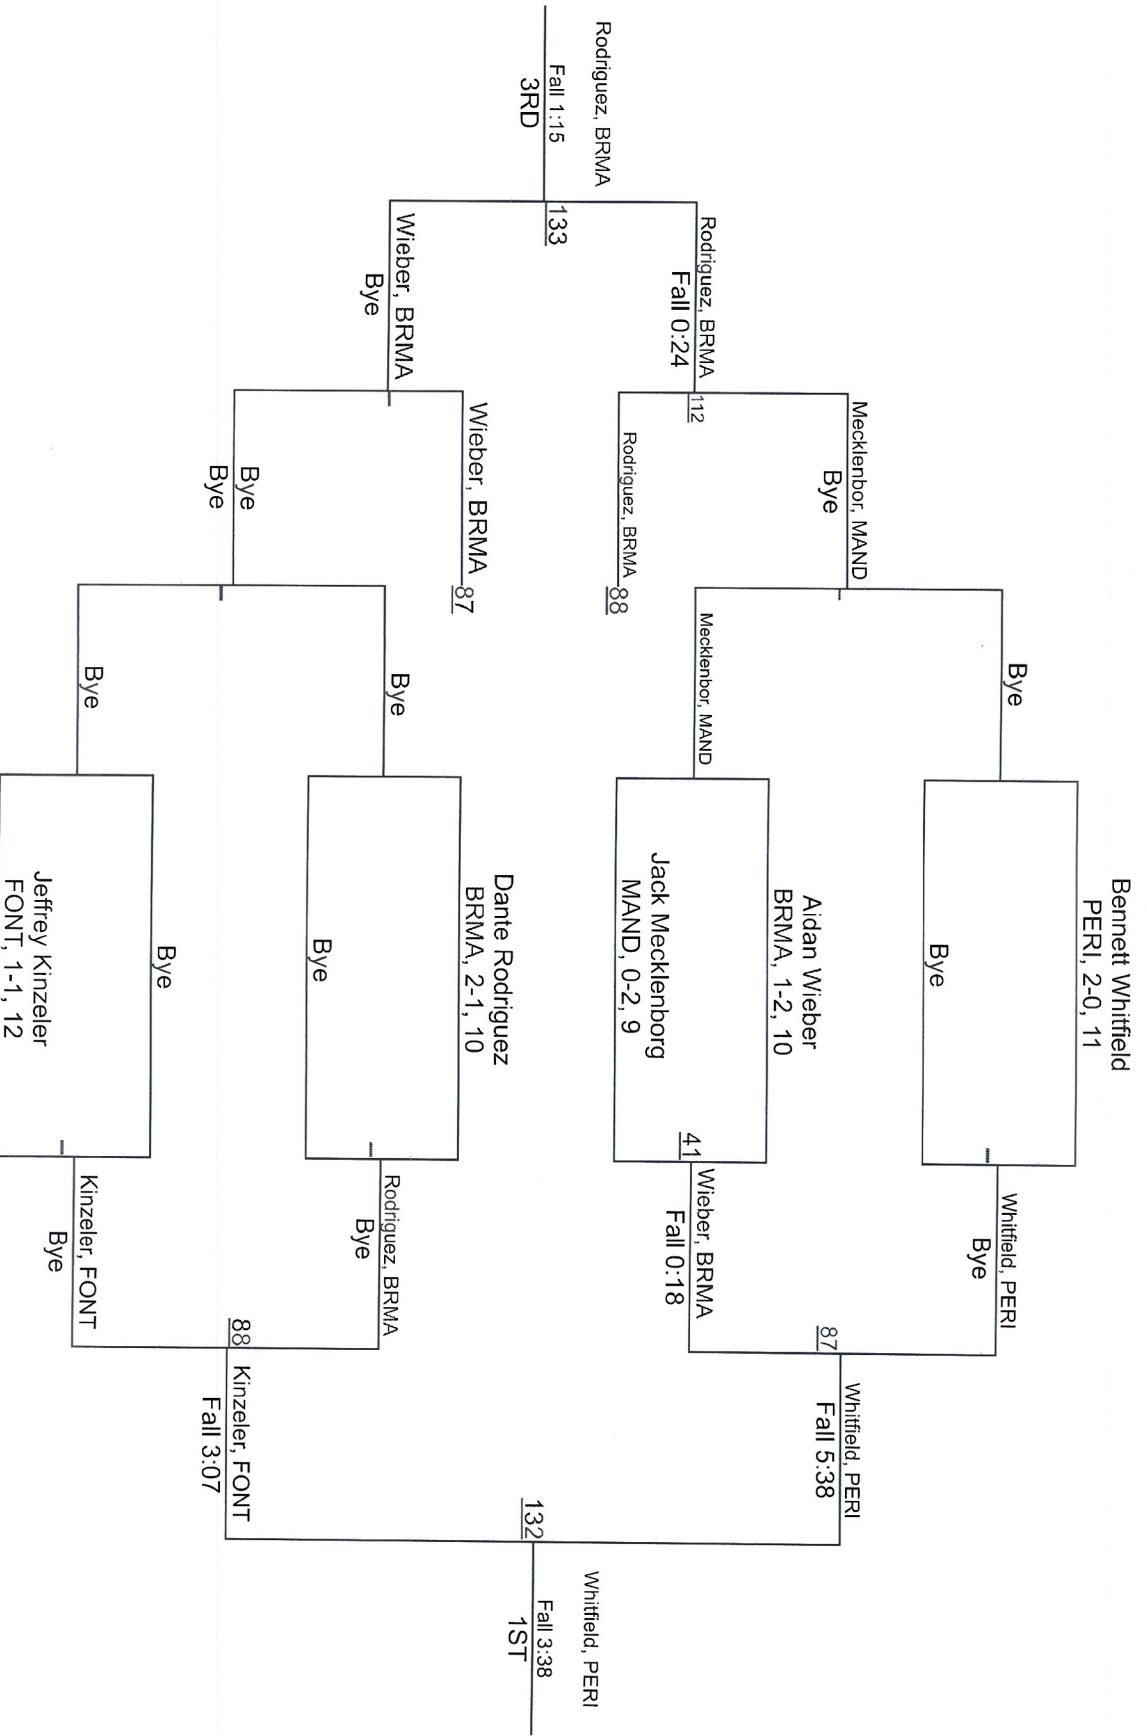 Bennett Whitfield
PERI, 2-0, 11
Bye
Whitfield, PERI
Bye
Bye
Aidan Wieber
BRMA, 1-2, 10
Jack Mecklenborg
MAND, 0-2, 9
41
Wieber, BRMA
Fall 0:18
87
Whitfield, PERI
Fall 5:38
Mecklenbor, MAND
Bye
Mecklenbor, MAND
Rodriguez, BRMA
Fall 0:24
112
Rodriguez, BRMA
88
Rodriguez, BRMA
Fall 1:15
3RD
133
132
Whitfield, PERI
Fall 3:38
1ST
Wieber, BRMA
Bye
Wieber, BRMA
87
Dante Rodriguez
BRMA, 2-1, 10
Bye
Bye
Rodriguez, BRMA
Bye
88
Kinzeler, FONT
Fall 3:07
Bye
Bye
Bye
Bye
Jeffrey Kinzeler
FONT, 1-1, 12
Kinzeler, FONT
Bye